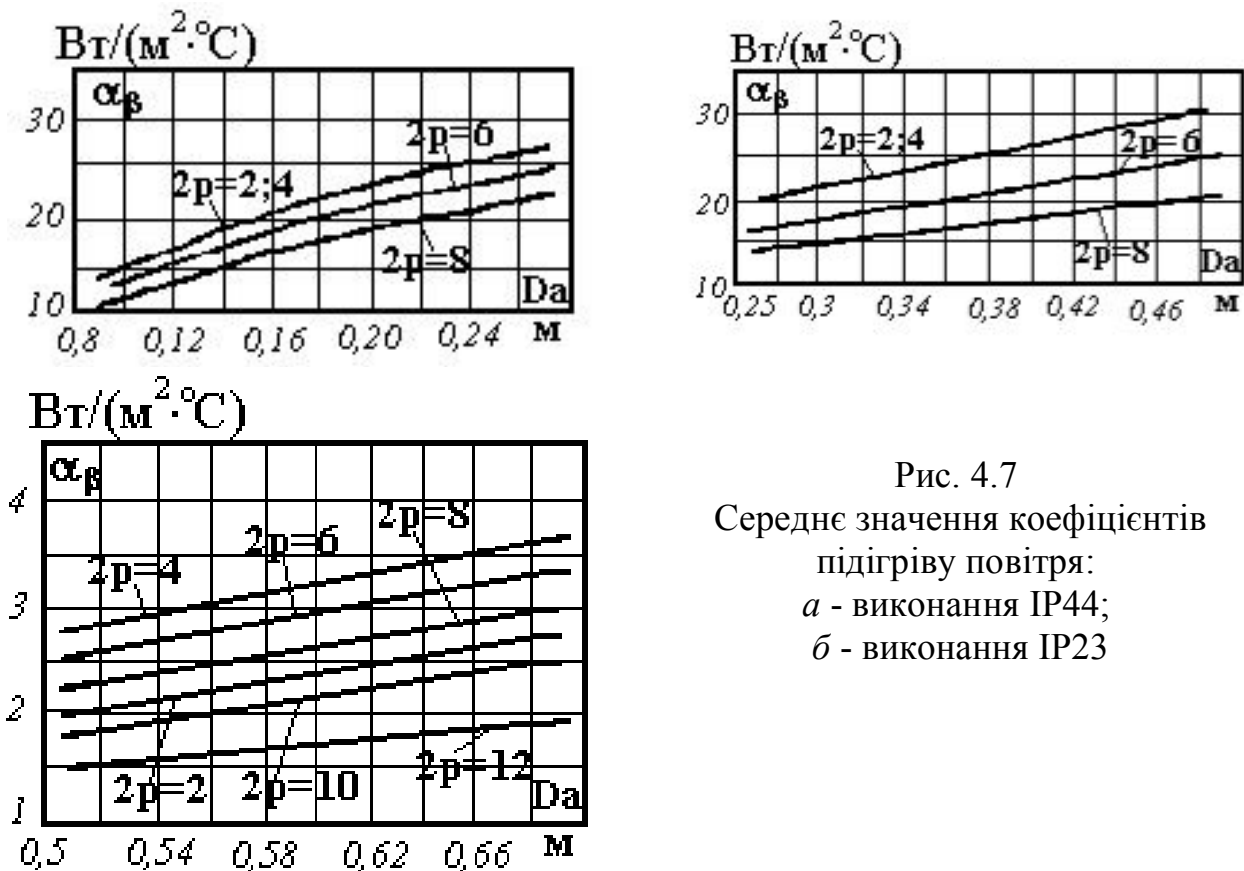 Вт/(м²·°C)
αβ
30
20
10
2p=6
2p=2;4
2p=8
Da
0,8 0,12 0,16 0,20 0,24 м
Вт/(м²·°C)
αβ
30
20
10
2p=2;4
2p=6
2p=8
Da
0,25 0,3 0,34 0,38 0,42 0,46 м
Вт/(м²·°C)
αβ
4
3
2
1
2p=8
2p=6
2p=4
2p=12
2p=2 2p=10
Da
0,5 0,54 0,58 0,62 0,66 м
Рис. 4.7
Середнє значення коефіцієнтів
підігріву повітря:
а - виконання IP44;
б - виконання IP23